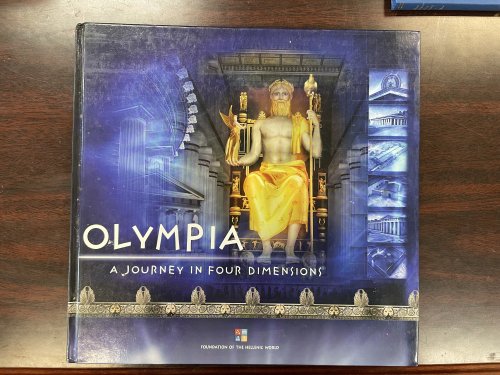 OLYMPIA
A JOURNEY IN FOUR DIMENSIONS
FOUNDATION OF THE HELLENIC WORLD